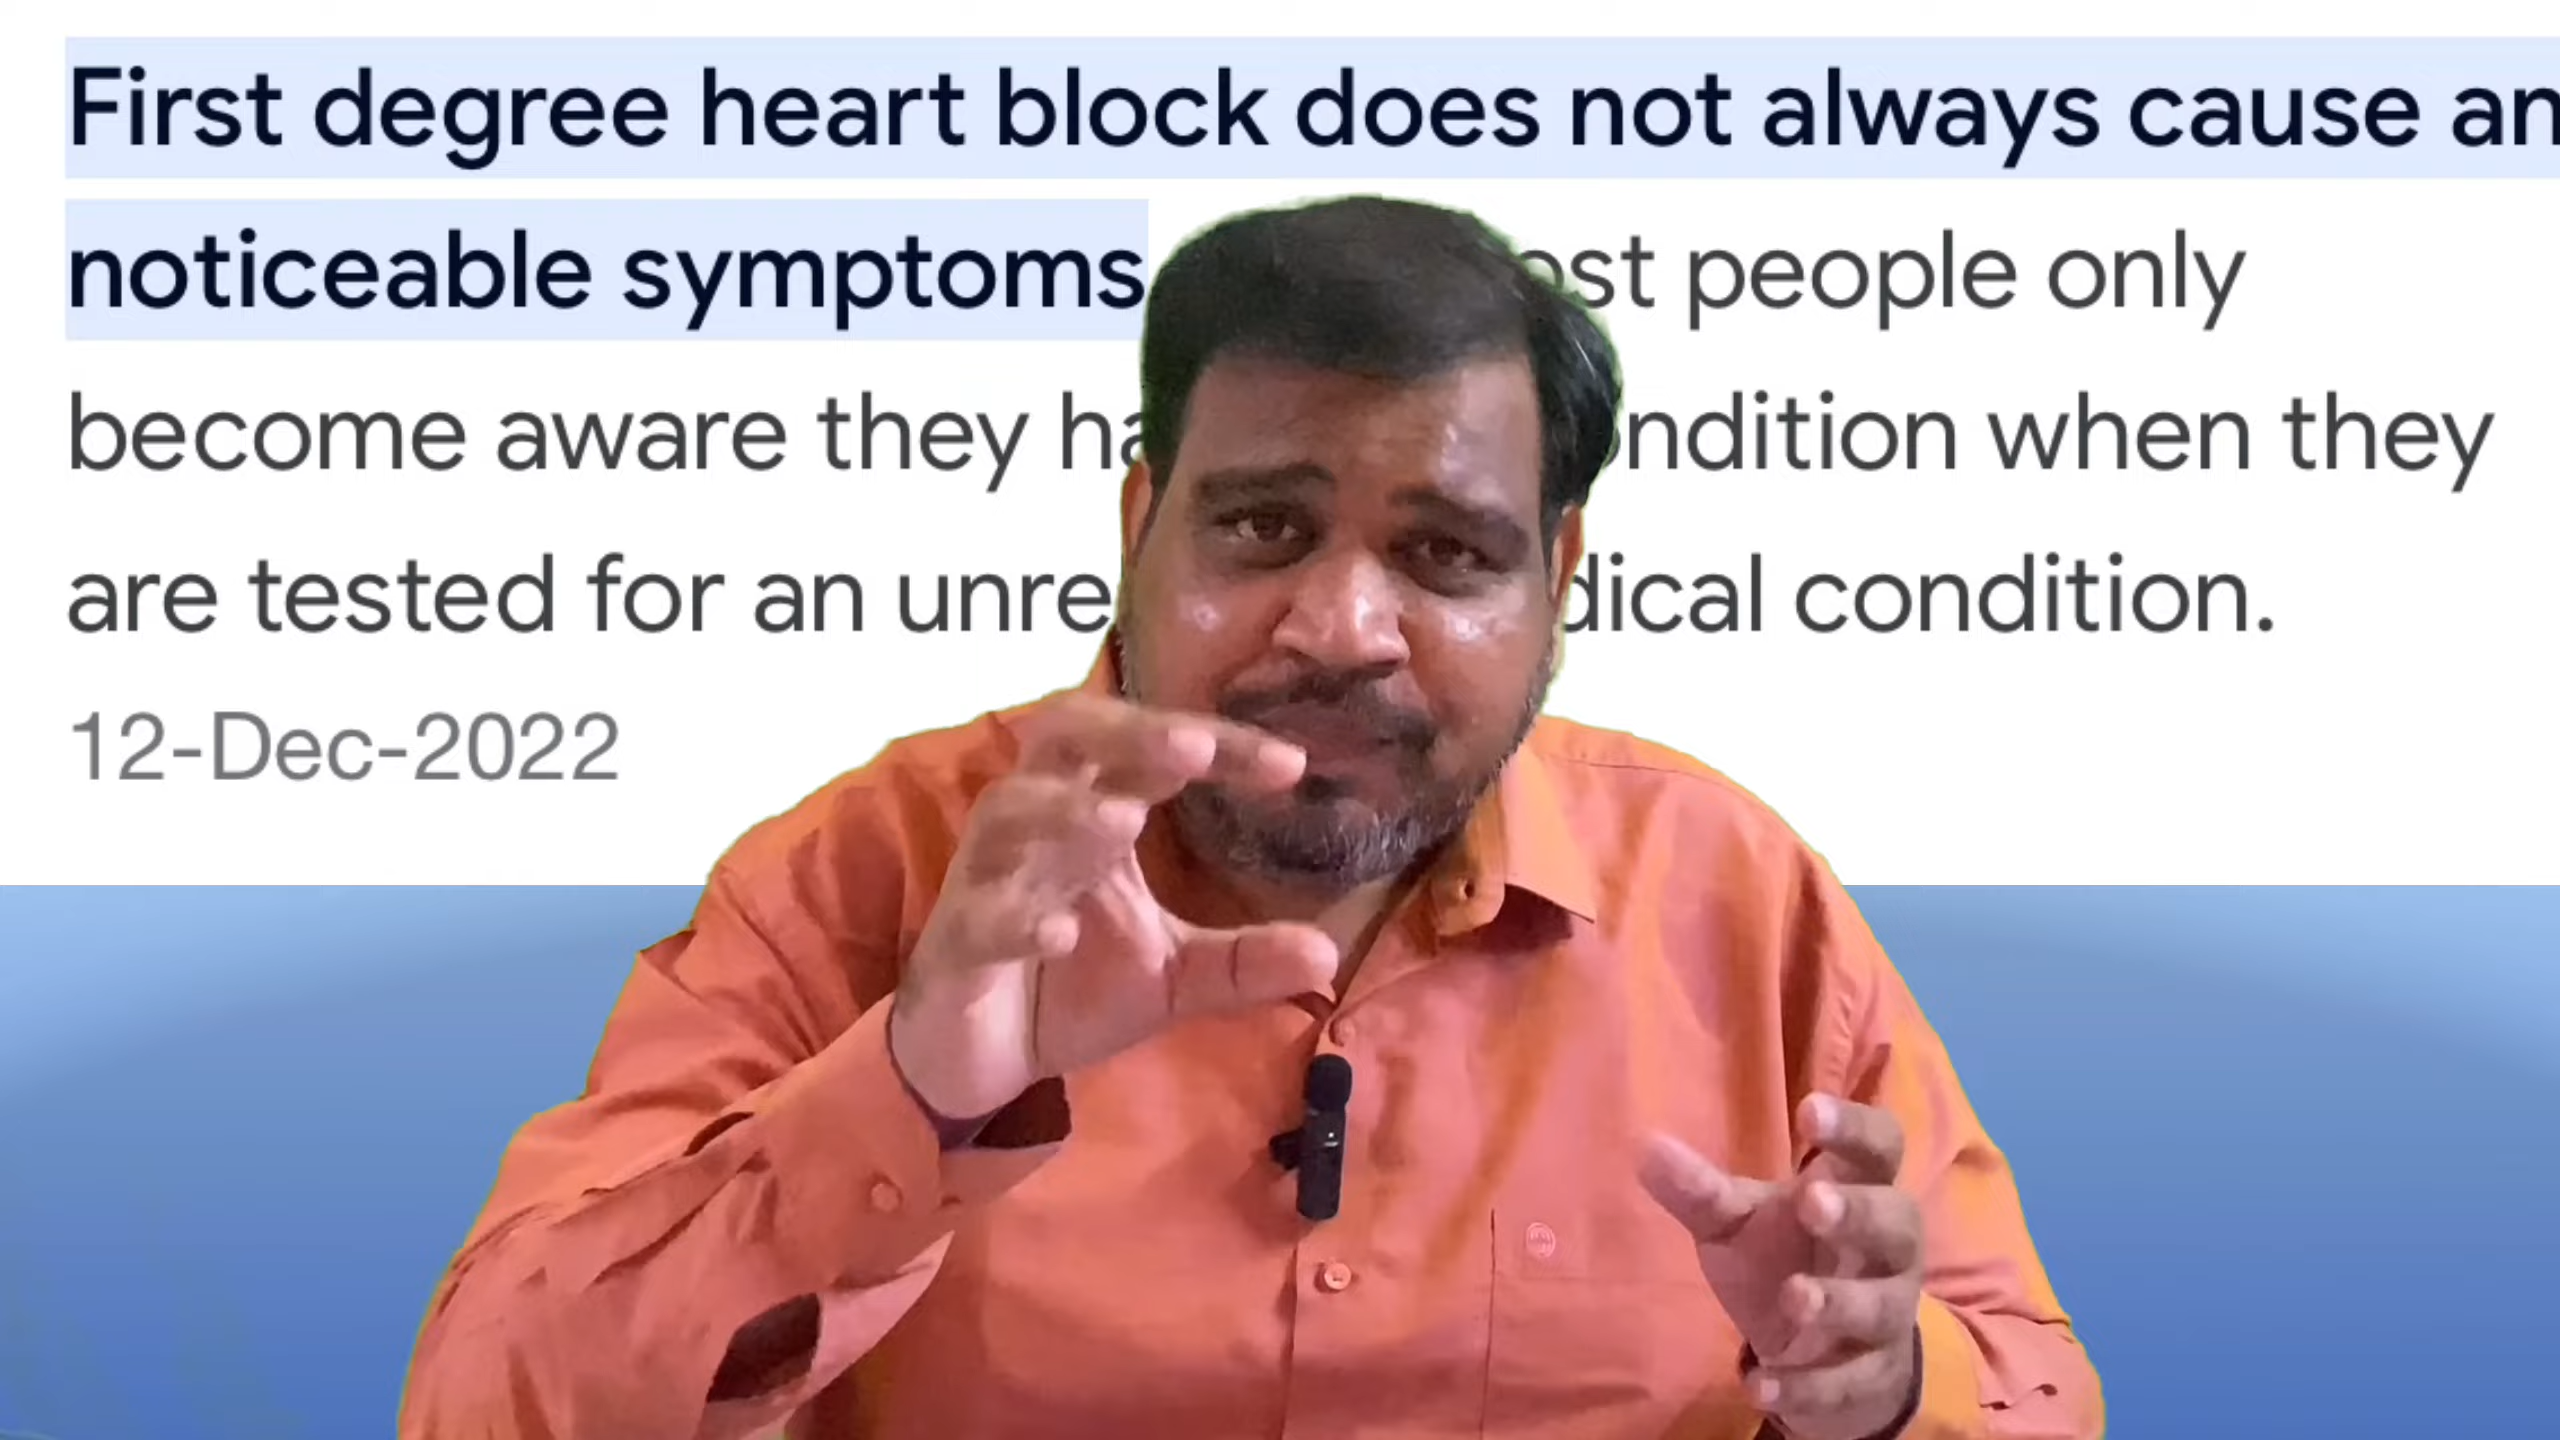 First degree heart block does not always cause an
noticeable symptoms people only
become aware they when they
are tested for an condition.
12-Dec-2022